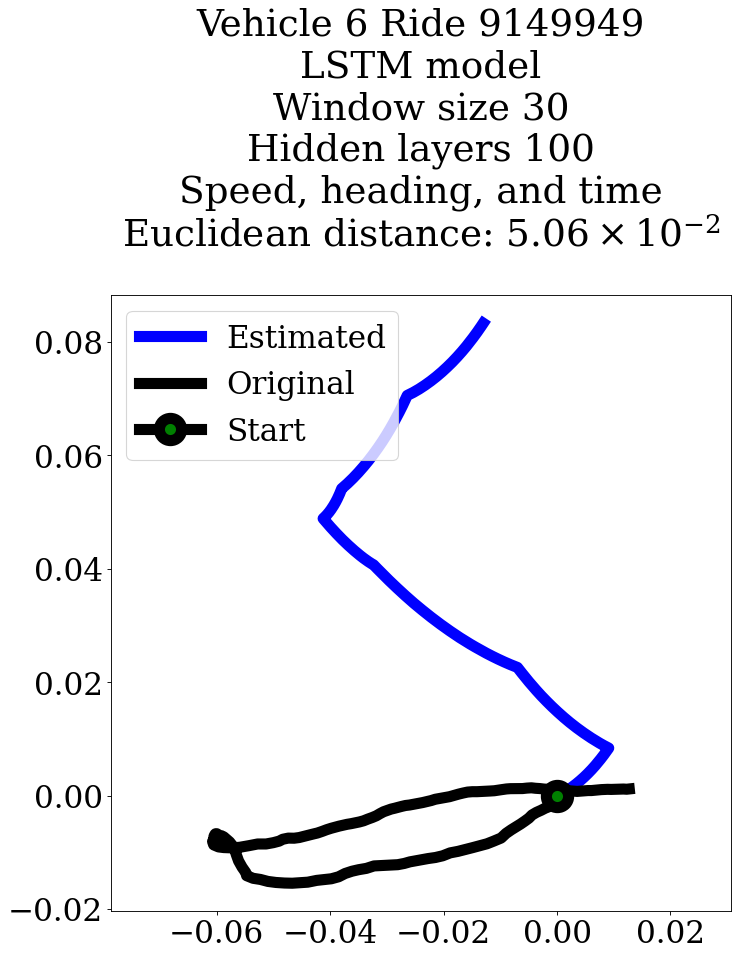 Vehicle 6 Ride 9149949
LSTM model
Window size 30
Hidden layers 100
Speed, heading, and time
Euclidean distance: 5.06 × 10⁻²
Estimated
Original
Start
0.08
0.06
0.04
0.02
0.00
−0.02
−0.06 −0.04 −0.02 0.00 0.02